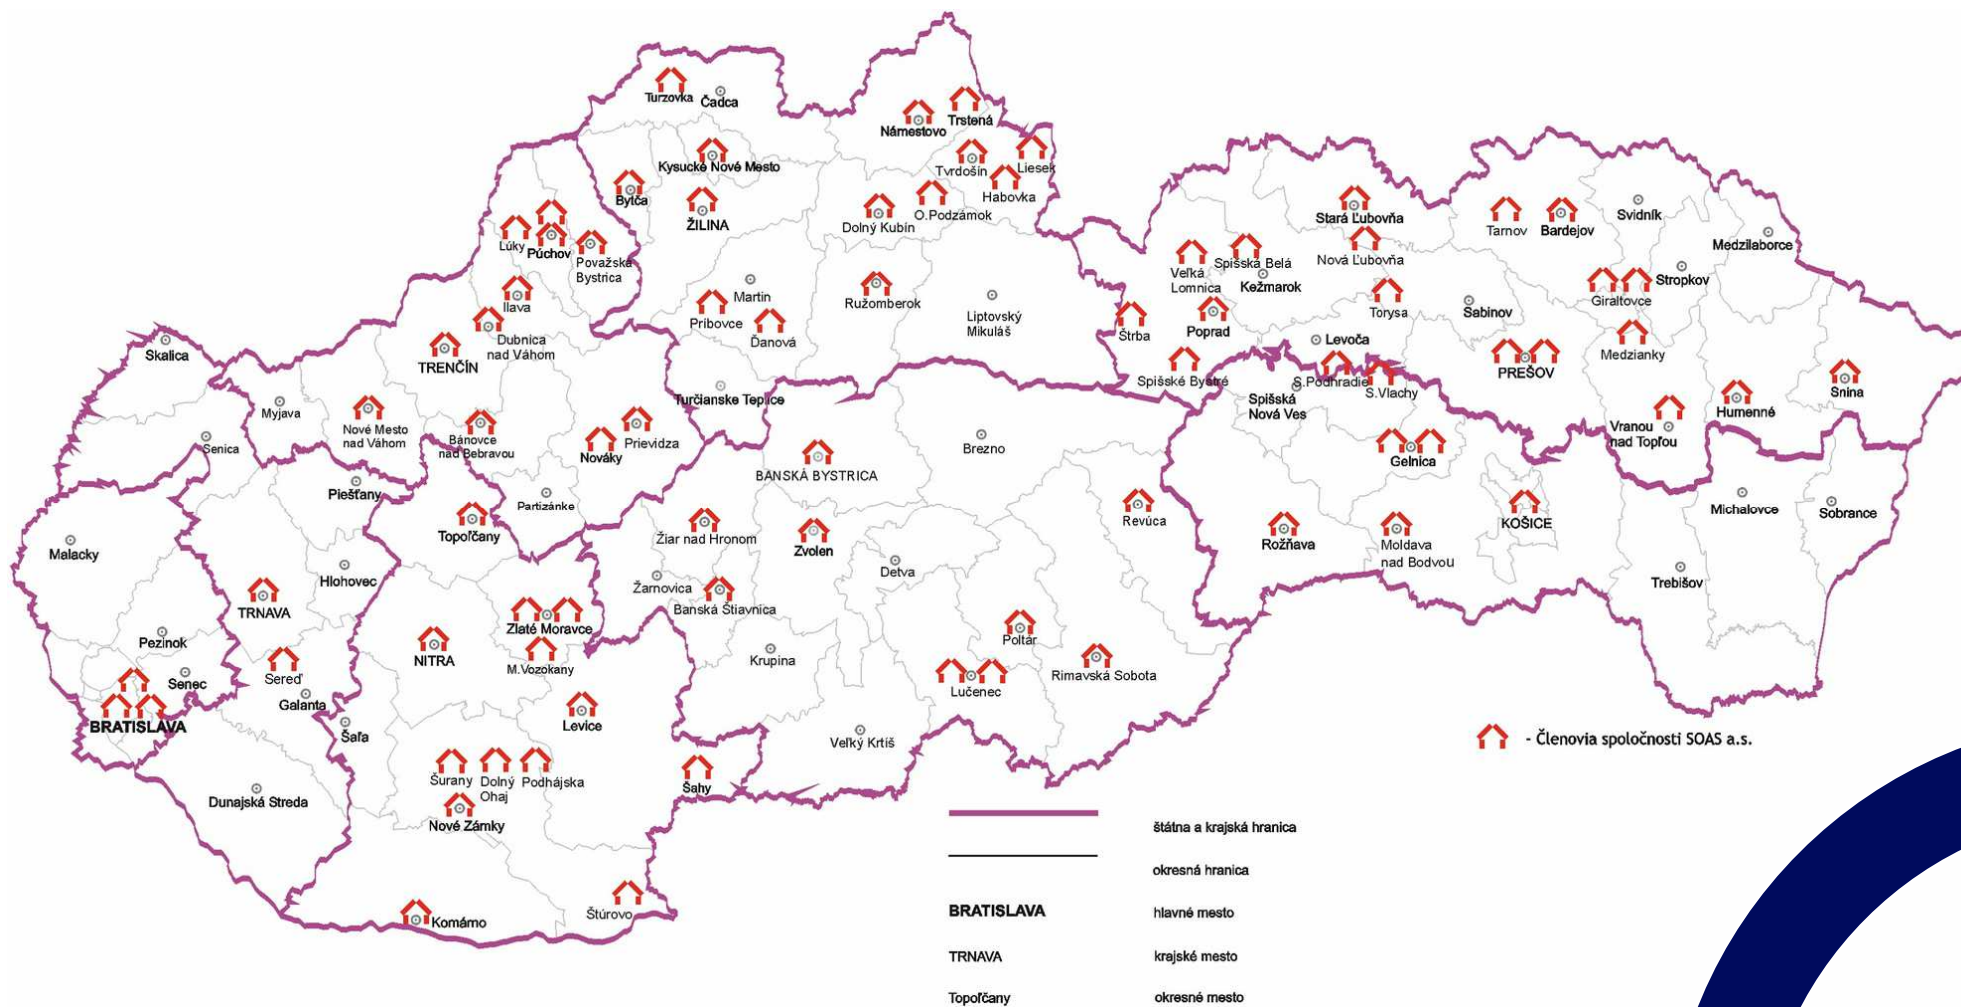 Turzovka
Čadca
Námestovo
Trstená
Kysucké Nové Mesto
Tvrdošín
Liesek
Habovka
Bytča
ŽILINA
Dolný Kubín
O.Podzámok
Stará Ľubovňa
Tarnov
Bardejov
Svidník
Medzilaborce
Lúky
Púchov
Považská
Bystrica
Nová Ľubovňa
Veľká
Lomnica
Spišská Belá
Kežmarok
Stropkov
Giraltovce
Ilava
Martin
Príbovce
Ďanová
Ružomberok
Liptovský
Mikuláš
Štrba
Poprad
Torysa
Sabinov
Levoča
Medzianky
Dubnica
nad Váhom
TRENČÍN
Skalica
Spišské Bystré
S.Podhradie
S.Vlachy
PREŠOV
Spišská
Nová Ves
Humenné
Snina
Turčianske Teplice
Myjava
Nové Mesto
nad Váhom
Bánovce
nad Bebravou
Nováky
Prievidza
Senica
BANSKÁ BYSTRICA
Brezno
Gelnica
Vranou
nad Topľou
Piešťany
Partizánke
Topoľčany
Revúca
Michalovce
Sobrance
KOŠICE
Žiar nad Hronom
Zvolen
Rožňava
Moldava
nad Bodvou
Malacky
Hlohovec
Detva
Trebišov
TRNAVA
Žarnovica
Banská Štiavnica
Zlaté Moravce
Poltár
Pezinok
NITRA
M.Vozokany
Krupina
Lučenec
Rimavská Sobota
Sereď
Senec
Galanta
BRATISLAVA
Šaľa
Levice
Veľký Krtíš
Šurany
Dolný
Ohaj
Podhájska
Šahy
Dunajská Streda
Nové Zámky
Štúrovo
Komárno
- Členovia spoločnosti SOAS a.s.
štátna a krajská hranica
okresná hranica
BRATISLAVA hlavné mesto
TRNAVA krajské mesto
Topoľčany okresné mesto